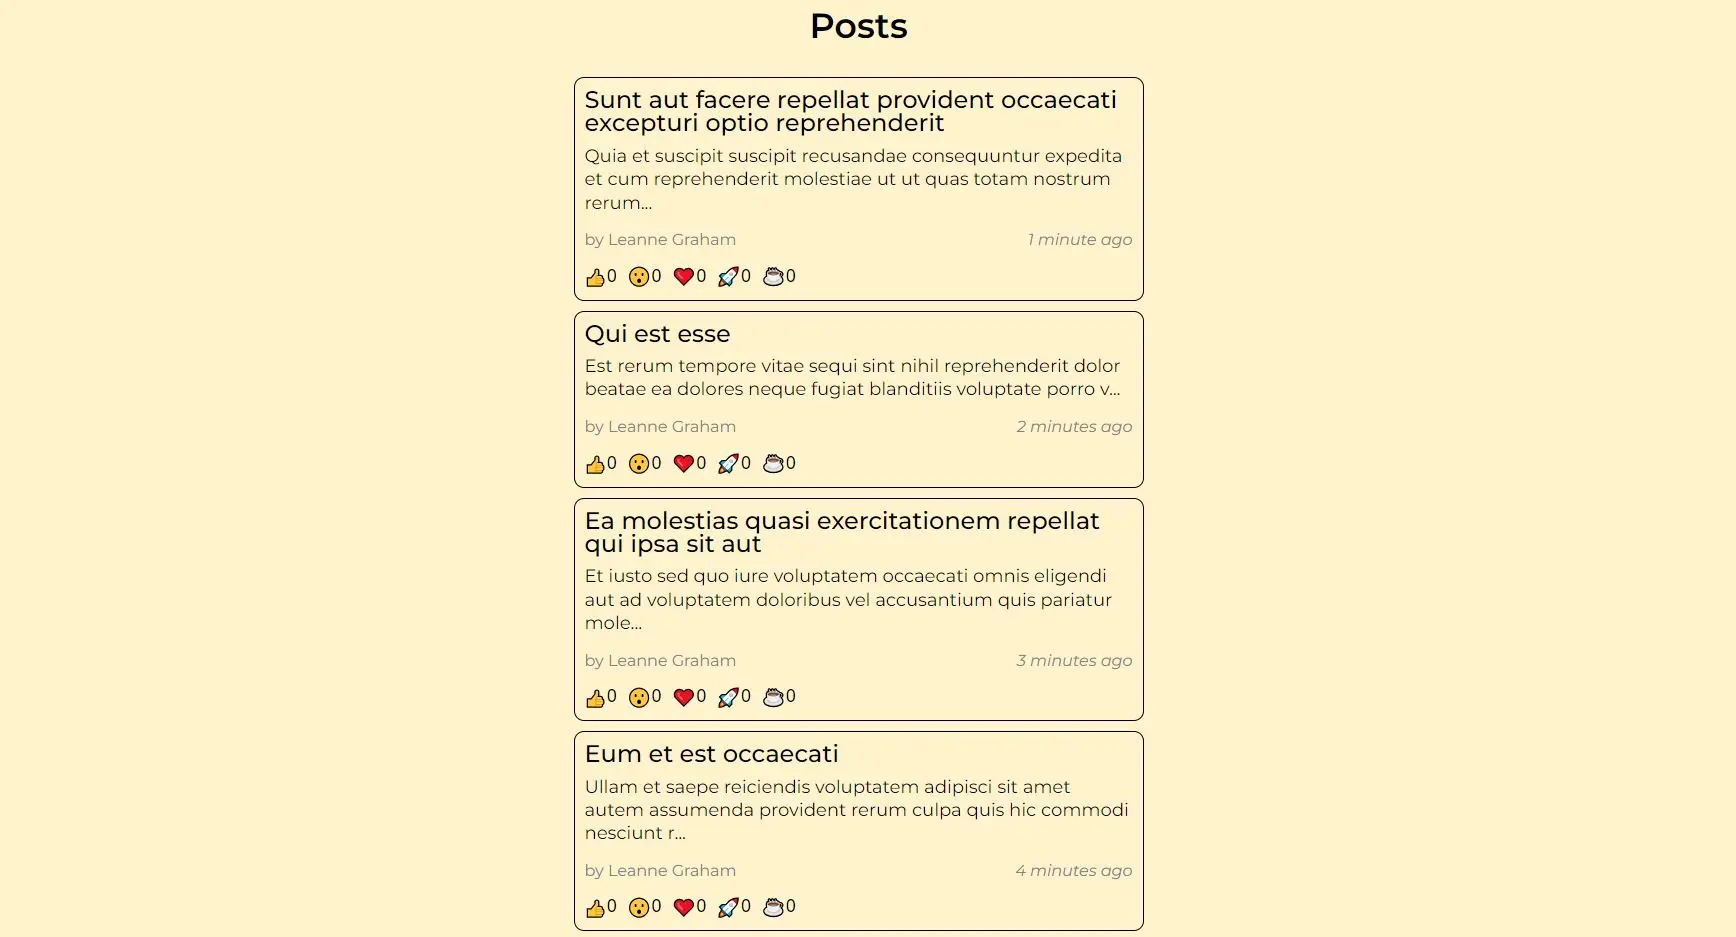 Posts
Sunt aut facere repellat provident occaecati
excepturi optio reprehenderit
Quia et suscipit suscipit recusandae consequuntur expedita
et cum reprehenderit molestiae ut ut quas totam nostrum
rerum...
by Leanne Graham 1 minute ago
👍0 😮0 ❤️0 🚀0 ☕0
Qui est esse
Est rerum tempore vitae sequi sint nihil reprehenderit dolor
beatae ea dolores neque fugiat blanditiis voluptate porro v...
by Leanne Graham 2 minutes ago
👍0 😮0 ❤️0 🚀0 ☕0
Ea molestias quasi exercitationem repellat
qui ipsa sit aut
Et iusto sed quo iure voluptatem occaecati omnis eligendi
aut ad voluptatem doloribus vel accusantium quis pariatur
mole...
by Leanne Graham 3 minutes ago
👍0 😮0 ❤️0 🚀0 ☕0
Eum et est occaecati
Ullam et saepe reiciendis voluptatem adipisci sit amet
autem assumenda provident rerum culpa quis hic commodi
nesciunt r...
by Leanne Graham 4 minutes ago
👍0 😮0 ❤️0 🚀0 ☕0